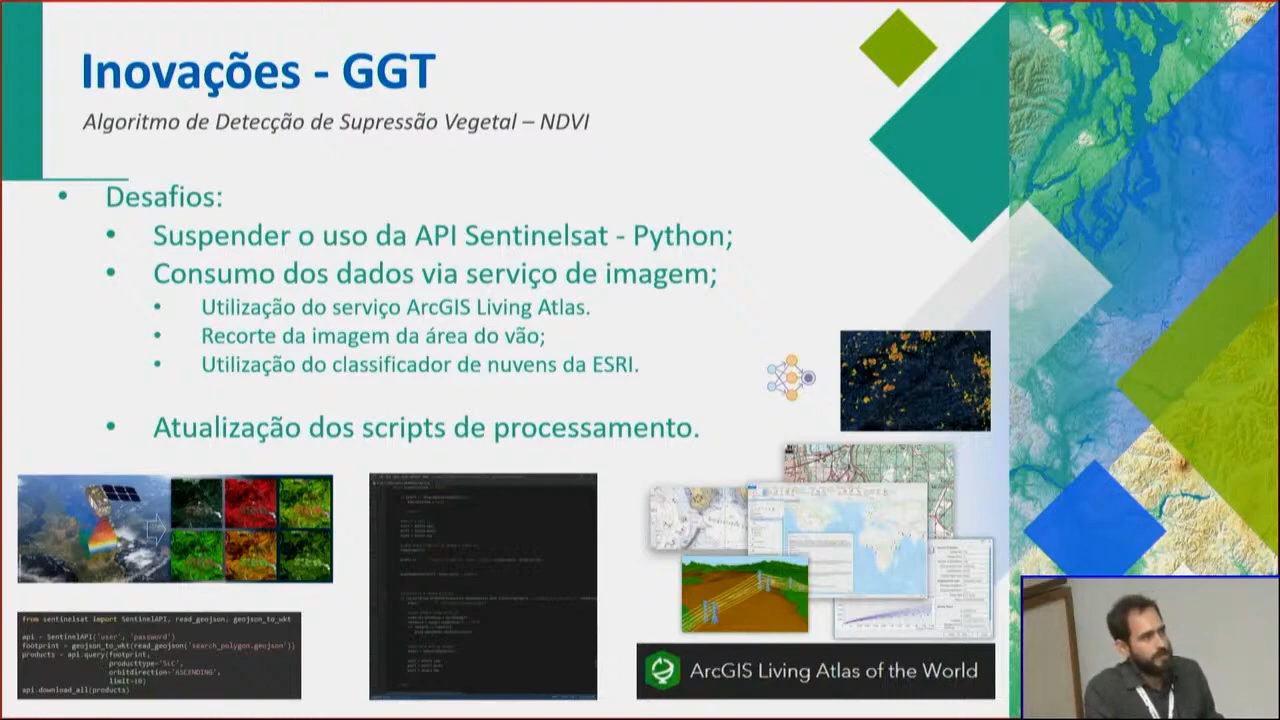 Inovações - GGT
Algoritmo de Detecção de Supressão Vegetal – NDVI
• Desafios:
• Suspender o uso da API Sentinelsat - Python;
• Consumo dos dados via serviço de imagem;
• Utilização do serviço ArcGIS Living Atlas.
• Recorte da imagem da área do vão;
• Utilização do classificador de nuvens da ESRI.
• Atualização dos scripts de processamento.
from sentinelsat import SentinelAPI, read_geojson, geojson_to_wkt
api = SentinelAPI('user', 'password')
footprint = geojson_to_wkt(read_geojson('search_polygon.geojson'))
products = api.query(footprint,
producttype='SLC',
orbitdirection='ASCENDING',
limit=10)
api.download_all(products)
ArcGIS Living Atlas of the World